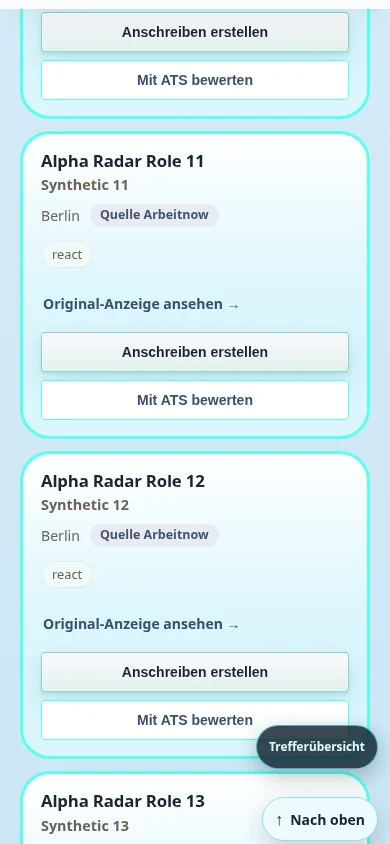 Anschreiben erstellen
Mit ATS bewerten
Alpha Radar Role 11
Synthetic 11
Berlin Quelle Arbeitnow
react
Original-Anzeige ansehen →
Anschreiben erstellen
Mit ATS bewerten
Alpha Radar Role 12
Synthetic 12
Berlin Quelle Arbeitnow
react
Original-Anzeige ansehen →
Anschreiben erstellen
Mit ATS bewerten
Trefferübersicht
Alpha Radar Role 13
Synthetic 13
↑ Nach oben